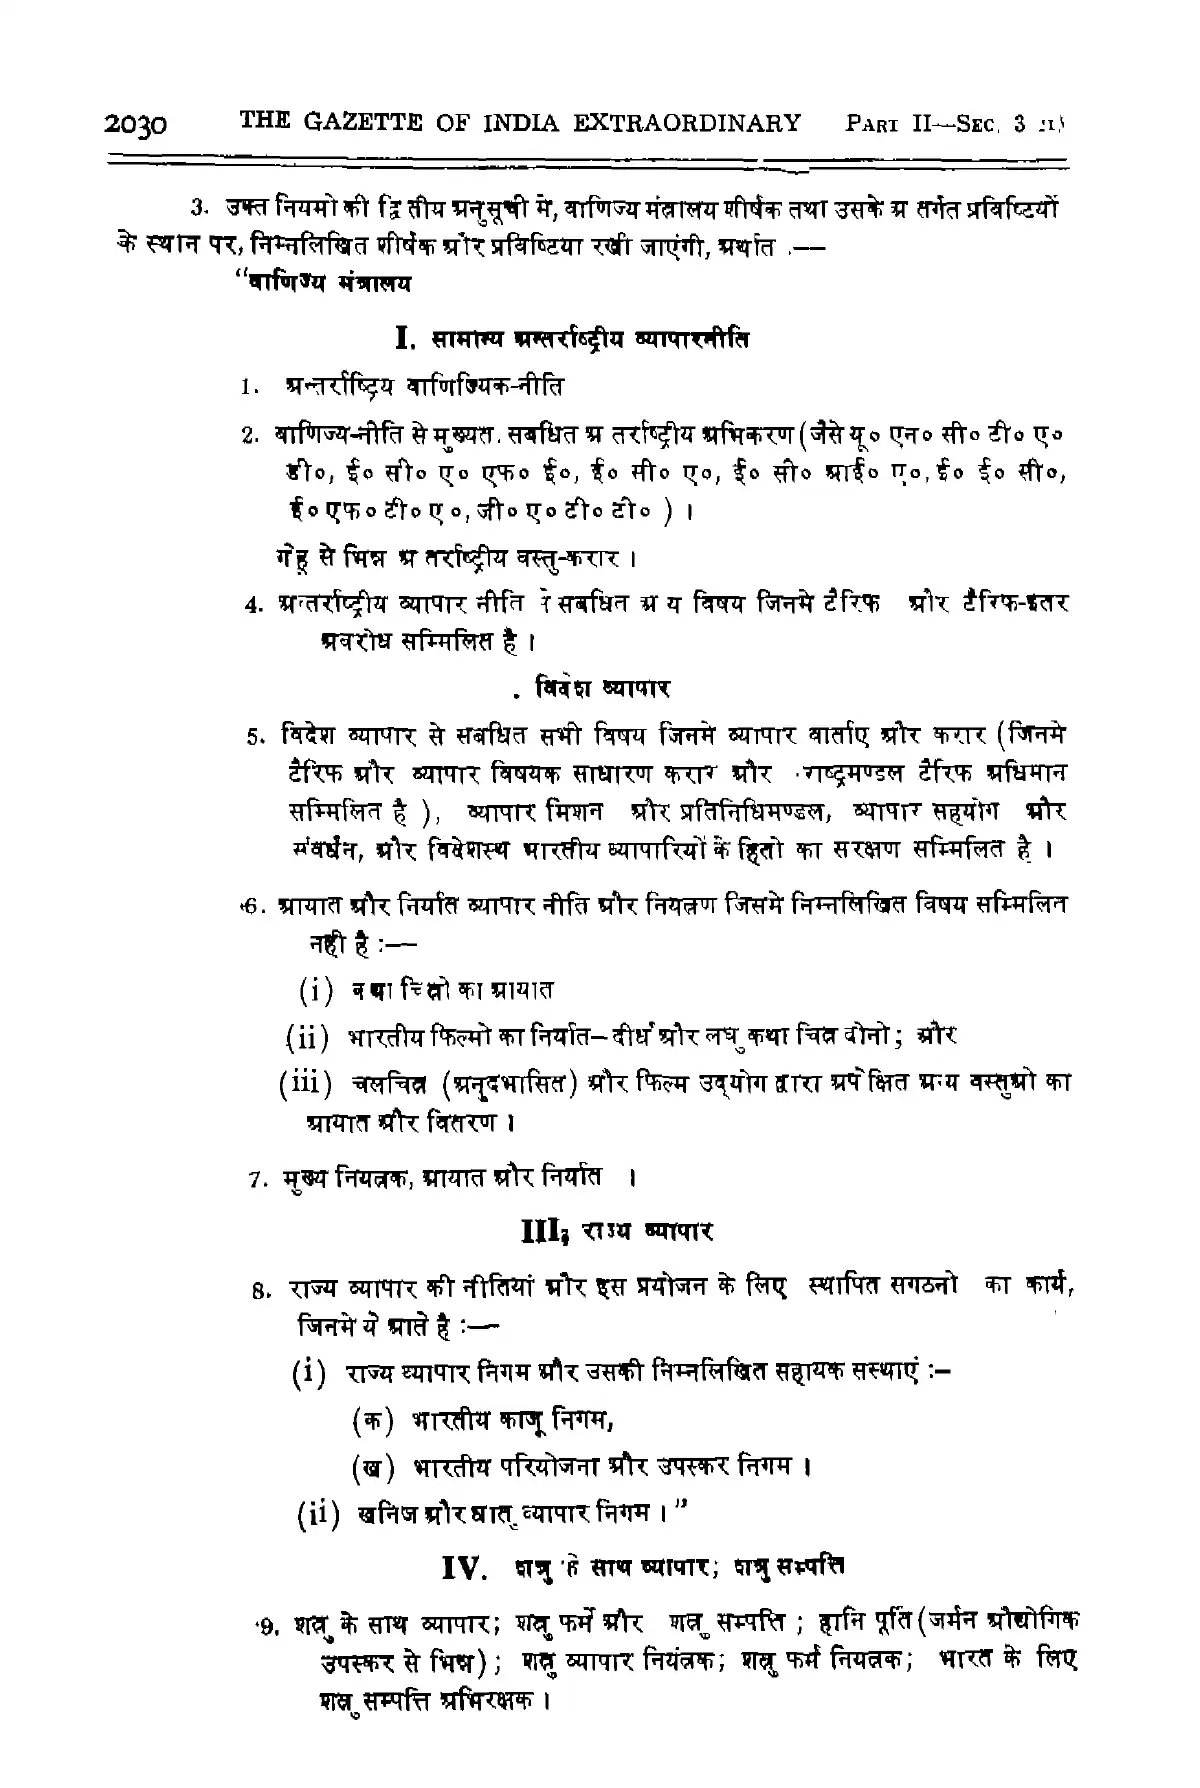 2030 THE GAZETTE OF INDIA EXTRAORDINARY PART II—SEC. 3
3. उक्त नियमो की द्वितीय अनुसूची मे, वाणिज्य मंत्रालय शीर्षक तथा उसके अ तर्गत प्रविष्टियों
के स्थान पर, निम्नलिखित शीर्षक और प्रविष्टिया रखी जाएंगी, अर्थात .——
"वाणिज्य मंत्रालय
I. सामान्य अन्तर्राष्ट्रीय व्यापारनीति
1. अन्तर्राष्ट्रिय वाणिज्यिक-नीति
2. वाणिज्य-नीति से मुख्यत. सबधित अ तर्राष्ट्रीय अभिकरण (जैसे यू० एन० सी० टी० ए०
डी०, ई० सी० ए० एफ० ई०, ई० सी० ए०, ई० सी० आई० ए०, ई० ई० सी०,
ई० एफ० टी० ए०, जी० ए० टी० टी० ) ।
गेहू से भिन्न अ तर्राष्ट्रीय वस्तु-करार ।
4. अन्तर्राष्ट्रीय व्यापार नीति से सबधित अ य विषय जिनमे टैरिफ और टैरिफ-इतर
अवरोध सम्मिलित है ।
. विदेश व्यापार
5. विदेश व्यापार से सबधित सभी विषय जिनमे व्यापार वार्ताए और करार (जिनमे
टैरिफ और व्यापार विषयक साधारण करार और राष्ट्रमण्डल टैरिफ अधिमान
सम्मिलित है ), व्यापार मिशन और प्रतिनिधिमण्डल, व्यापार सहयोग और
संवर्धन, और विदेशस्थ भारतीय व्यापारियों के हितो का सरक्षण सम्मिलित है ।
6. आयात और निर्यात व्यापार नीति और नियत्रण जिसमे निम्नलिखित विषय सम्मिलित
नही है :——
(i) कथा चित्रो का आयात
(ii) भारतीय फिल्मो का निर्यात–दीर्घ और लघु कथा चित्र दोनो ; और
(iii) चलचित्र (अनुद्भासित) और फिल्म उद्योग द्वारा अपेक्षित अन्य वस्तुओ का
आयात और वितरण ।
7. मुख्य नियत्रक, आयात और निर्यात ।
III; राज्य व्यापार
8. राज्य व्यापार की नीतियां और इस प्रयोजन के लिए स्थापित सगठनो का कार्य,
जिनमे ये आते है :——
(i) राज्य व्यापार निगम और उसकी निम्नलिखित सहायक सस्थाएं :–
(क) भारतीय काजू निगम,
(ख) भारतीय परियोजना और उपस्कर निगम ।
(ii) खनिज और धातु व्यापार निगम ।"
IV. शत्रु के साथ व्यापार; शत्रु सम्पत्ति
9. शत्रु के साथ व्यापार; शत्रु फर्में और शत्रु सम्पत्ति ; हानि पूर्ति (जर्मन औद्योगिक
उपस्कर से भिन्न) ; शत्रु व्यापार नियंत्रक; शत्रु फर्म नियत्रक; भारत के लिए
शत्रु सम्पत्ति अभिरक्षक ।